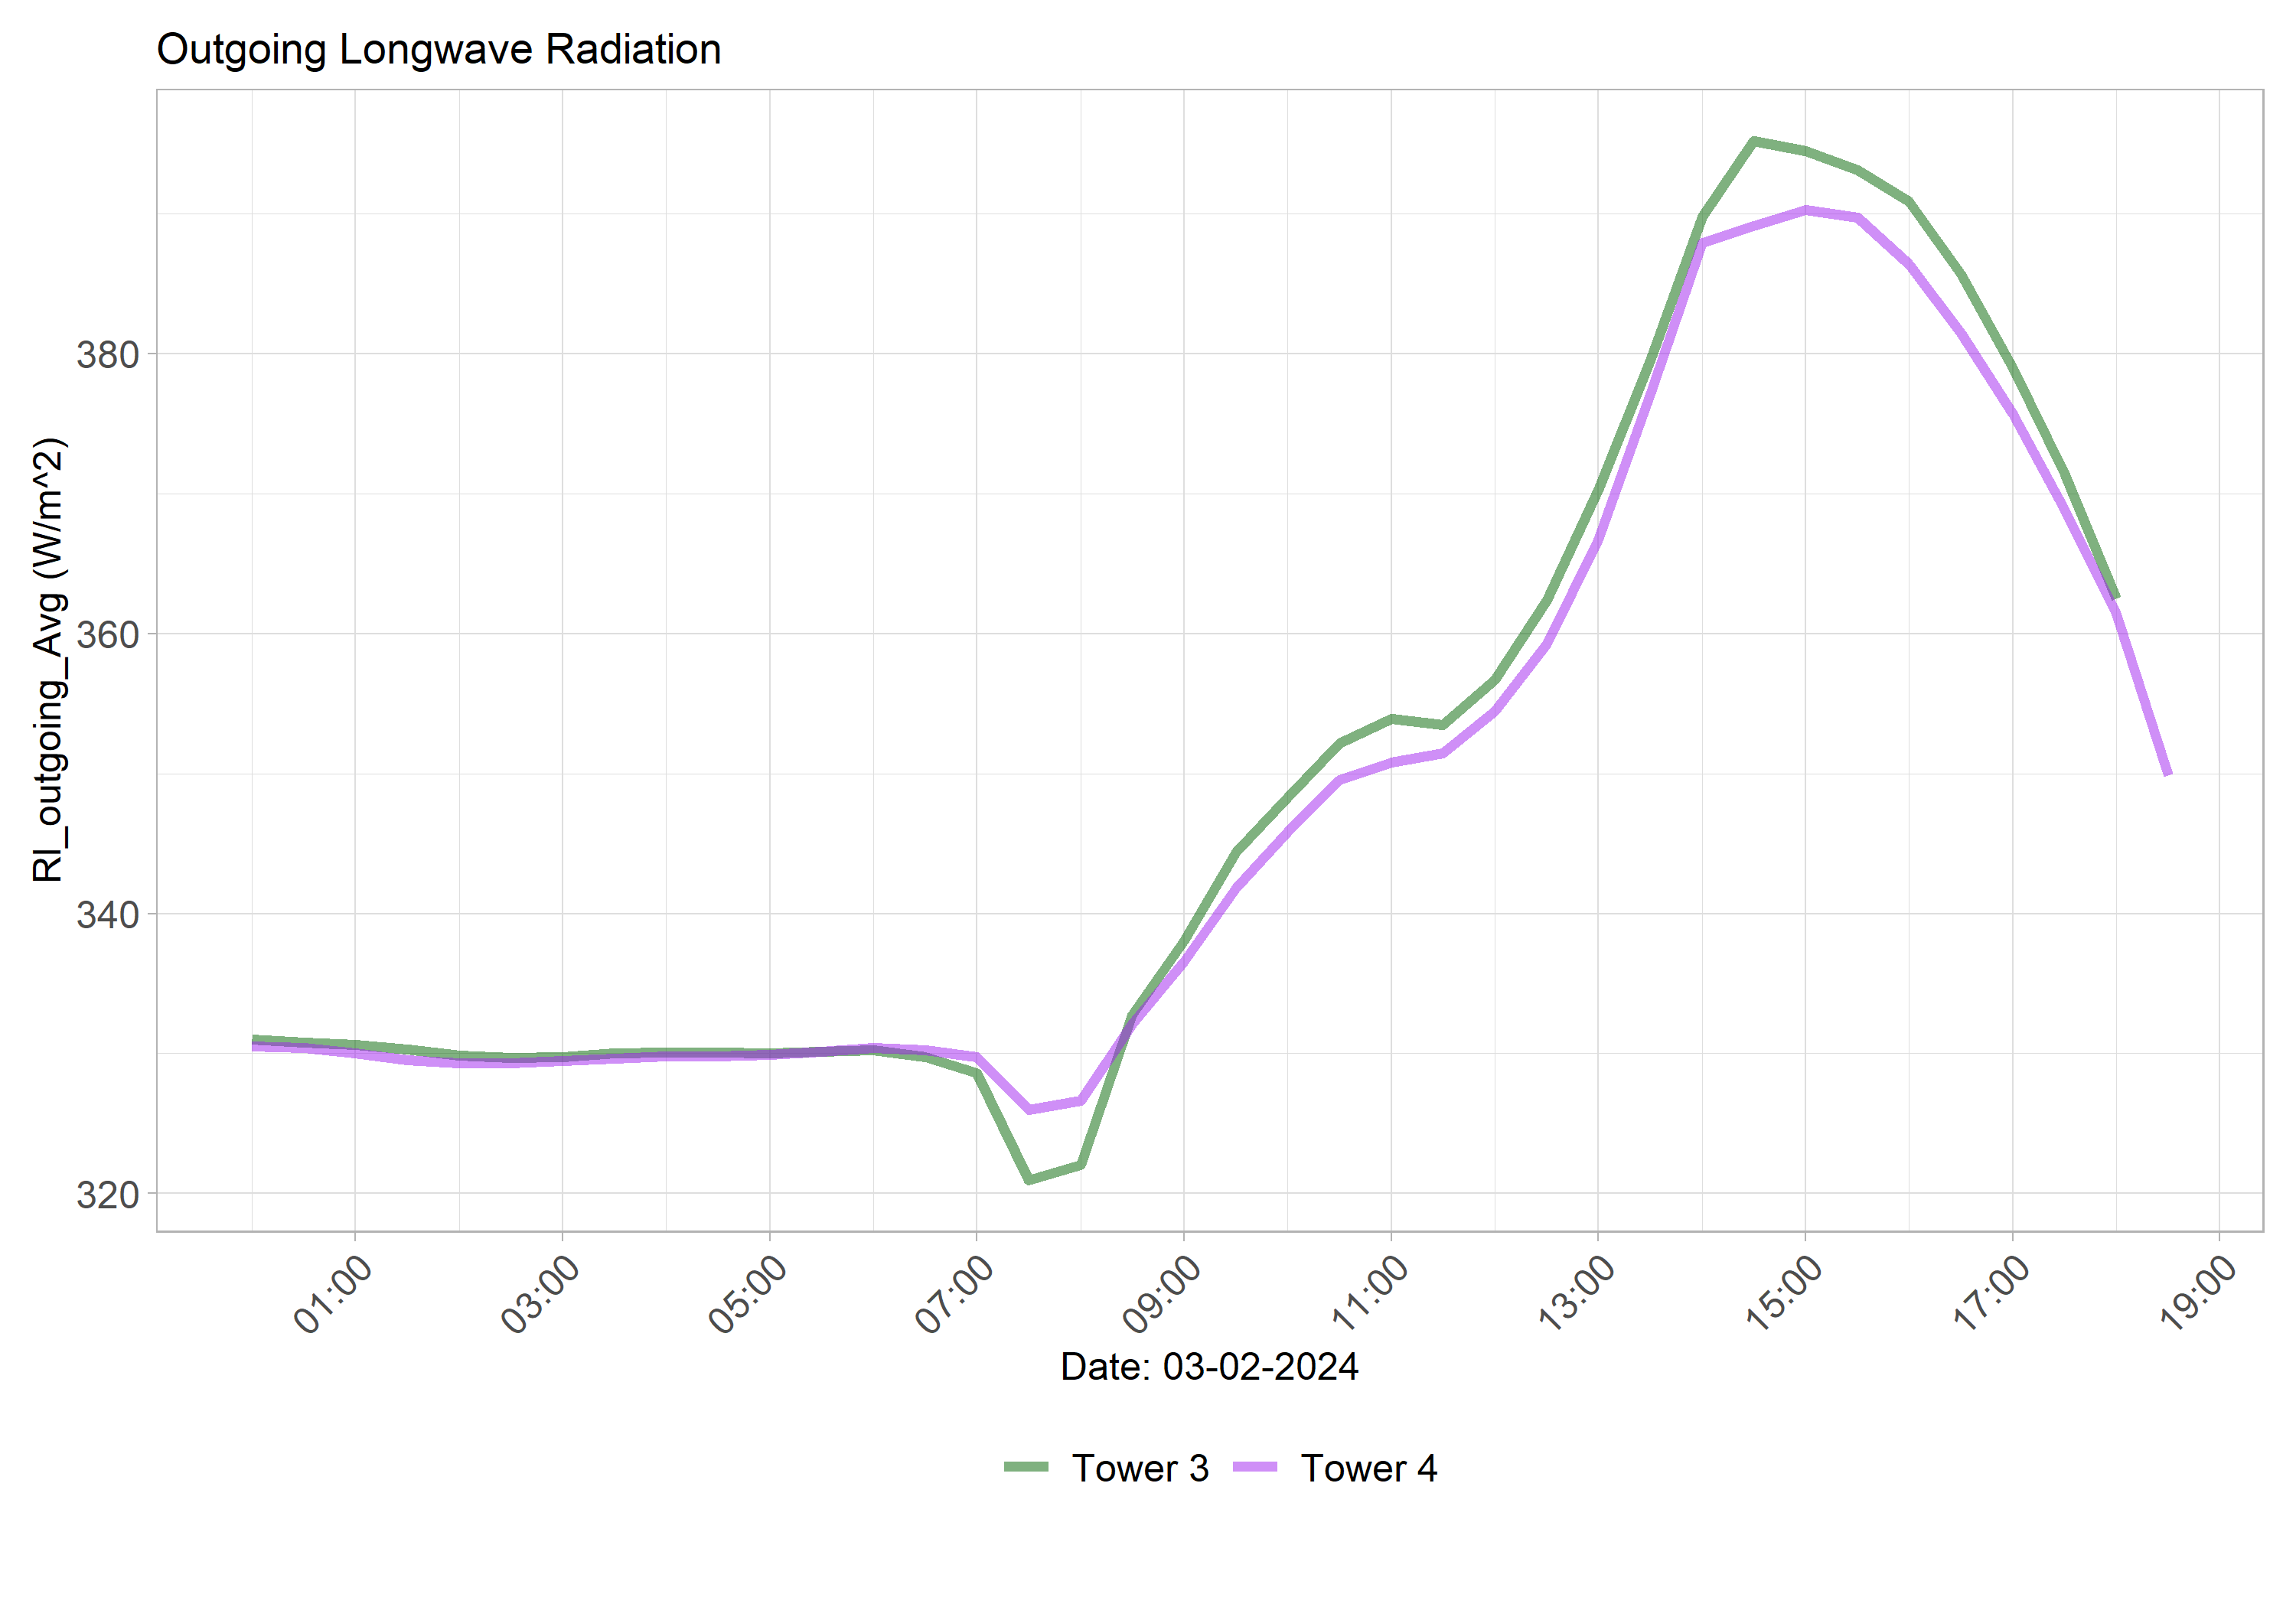 Outgoing Longwave Radiation
Rl_outgoing_Avg (W/m^2)
380
360
340
320
01:00
03:00
05:00
07:00
09:00
11:00
13:00
15:00
17:00
19:00
Date: 03-02-2024
Tower 3
Tower 4